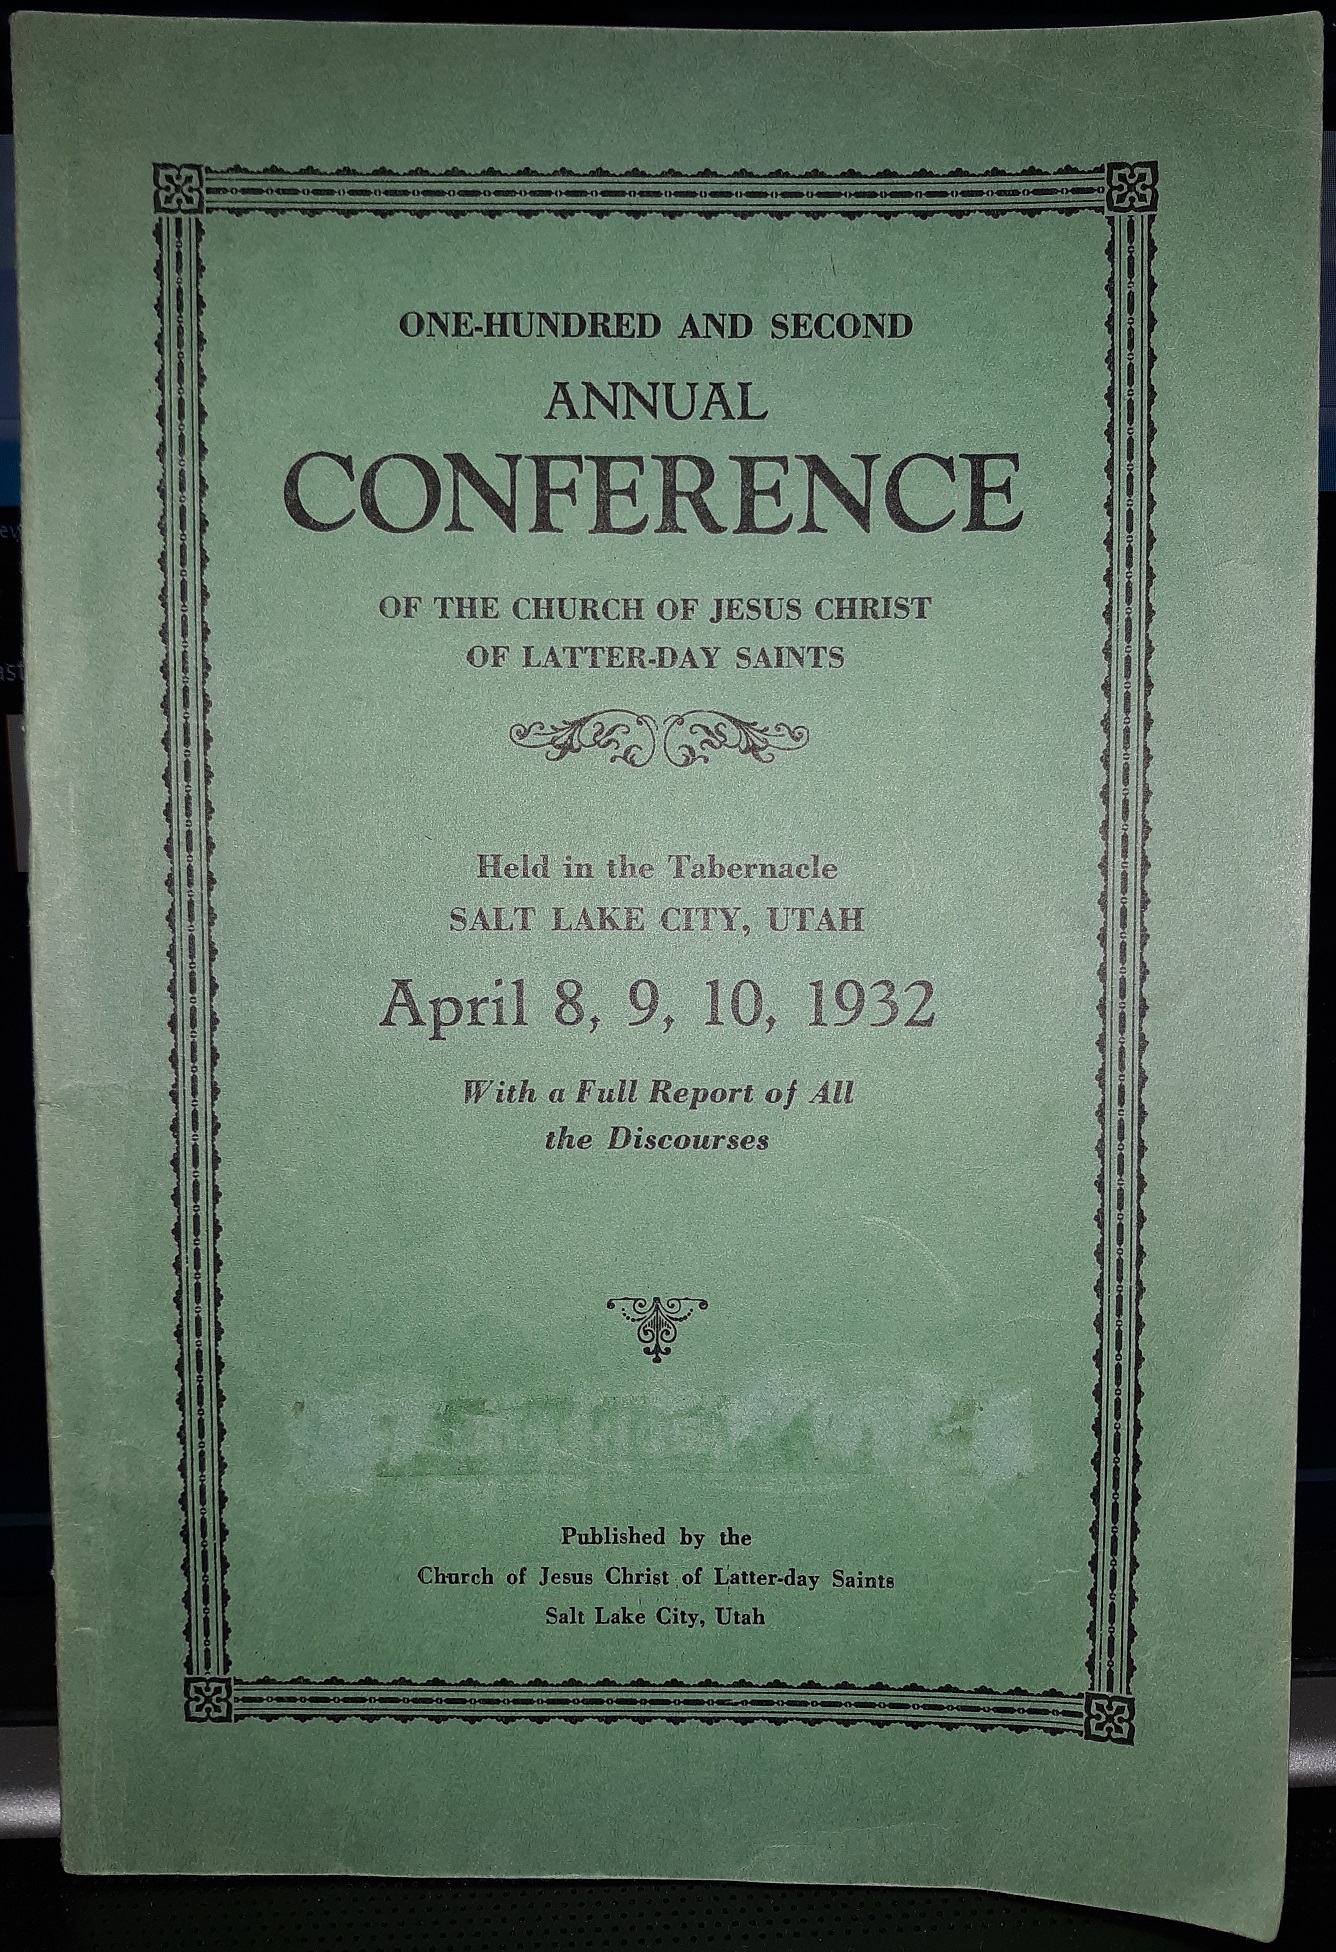 ONE-HUNDRED AND SECOND
ANNUAL
CONFERENCE
OF THE CHURCH OF JESUS CHRIST
OF LATTER-DAY SAINTS
Held in the Tabernacle
SALT LAKE CITY, UTAH
April 8, 9, 10, 1932
With a Full Report of All
the Discourses
Published by the
Church of Jesus Christ of Latter-day Saints
Salt Lake City, Utah